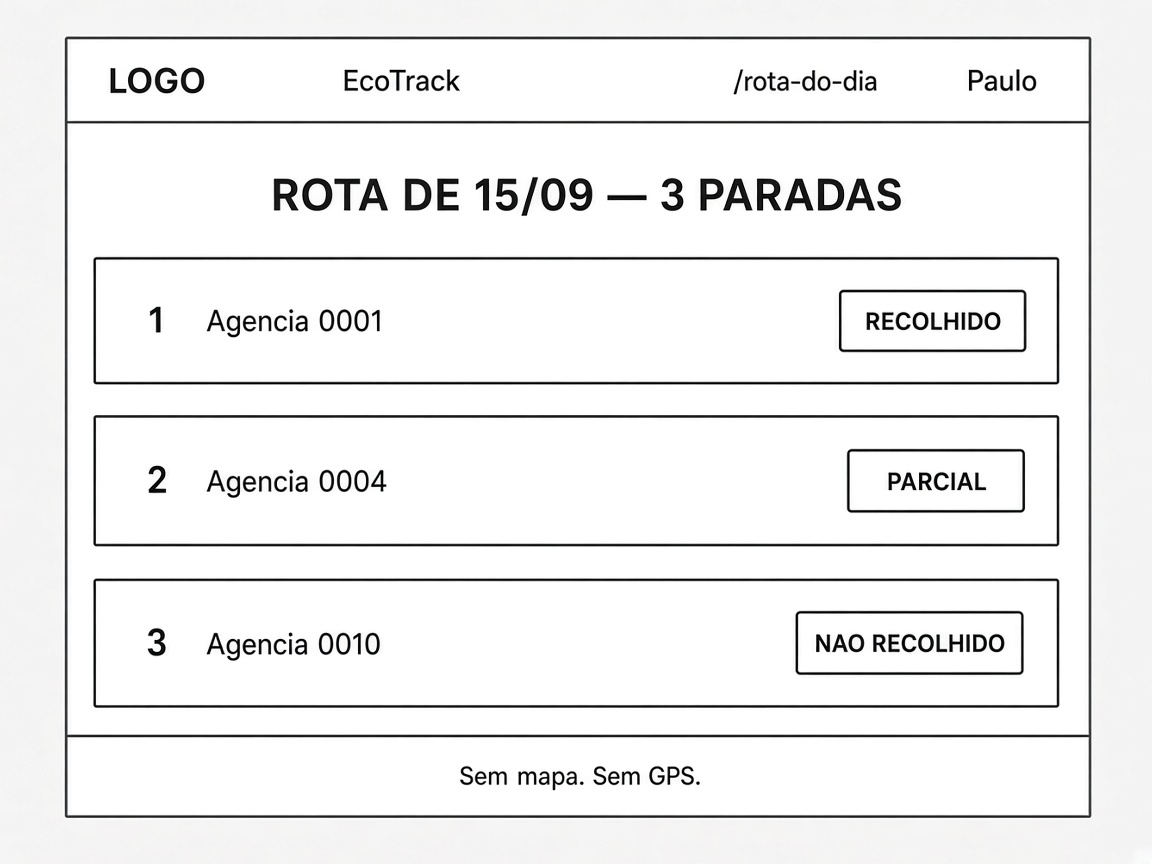 LOGO EcoTrack /rota-do-dia Paulo
ROTA DE 15/09 — 3 PARADAS
1 Agencia 0001 RECOLHIDO
2 Agencia 0004 PARCIAL
3 Agencia 0010 NAO RECOLHIDO
Sem mapa. Sem GPS.